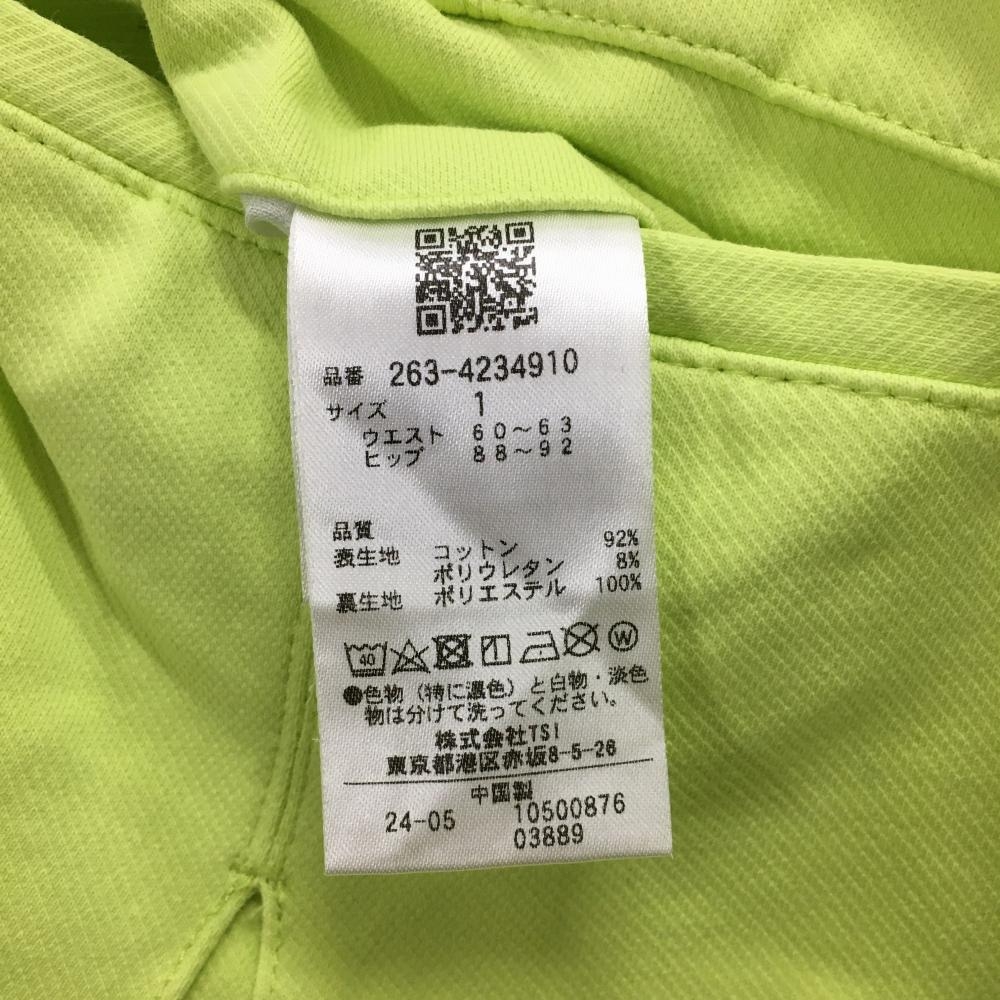 品番 263-4234910
サイズ 1
ウエスト 60～63
ヒップ 88～92
品質
表生地 コットン 92%
ポリウレタン 8%
裏生地 ポリエステル 100%
40 W
●色物（特に濃色）と白物・淡色
物は分けて洗ってください。
株式会社TSI
東京都港区赤坂8-5-26
中国製
24-05 10500876
03889